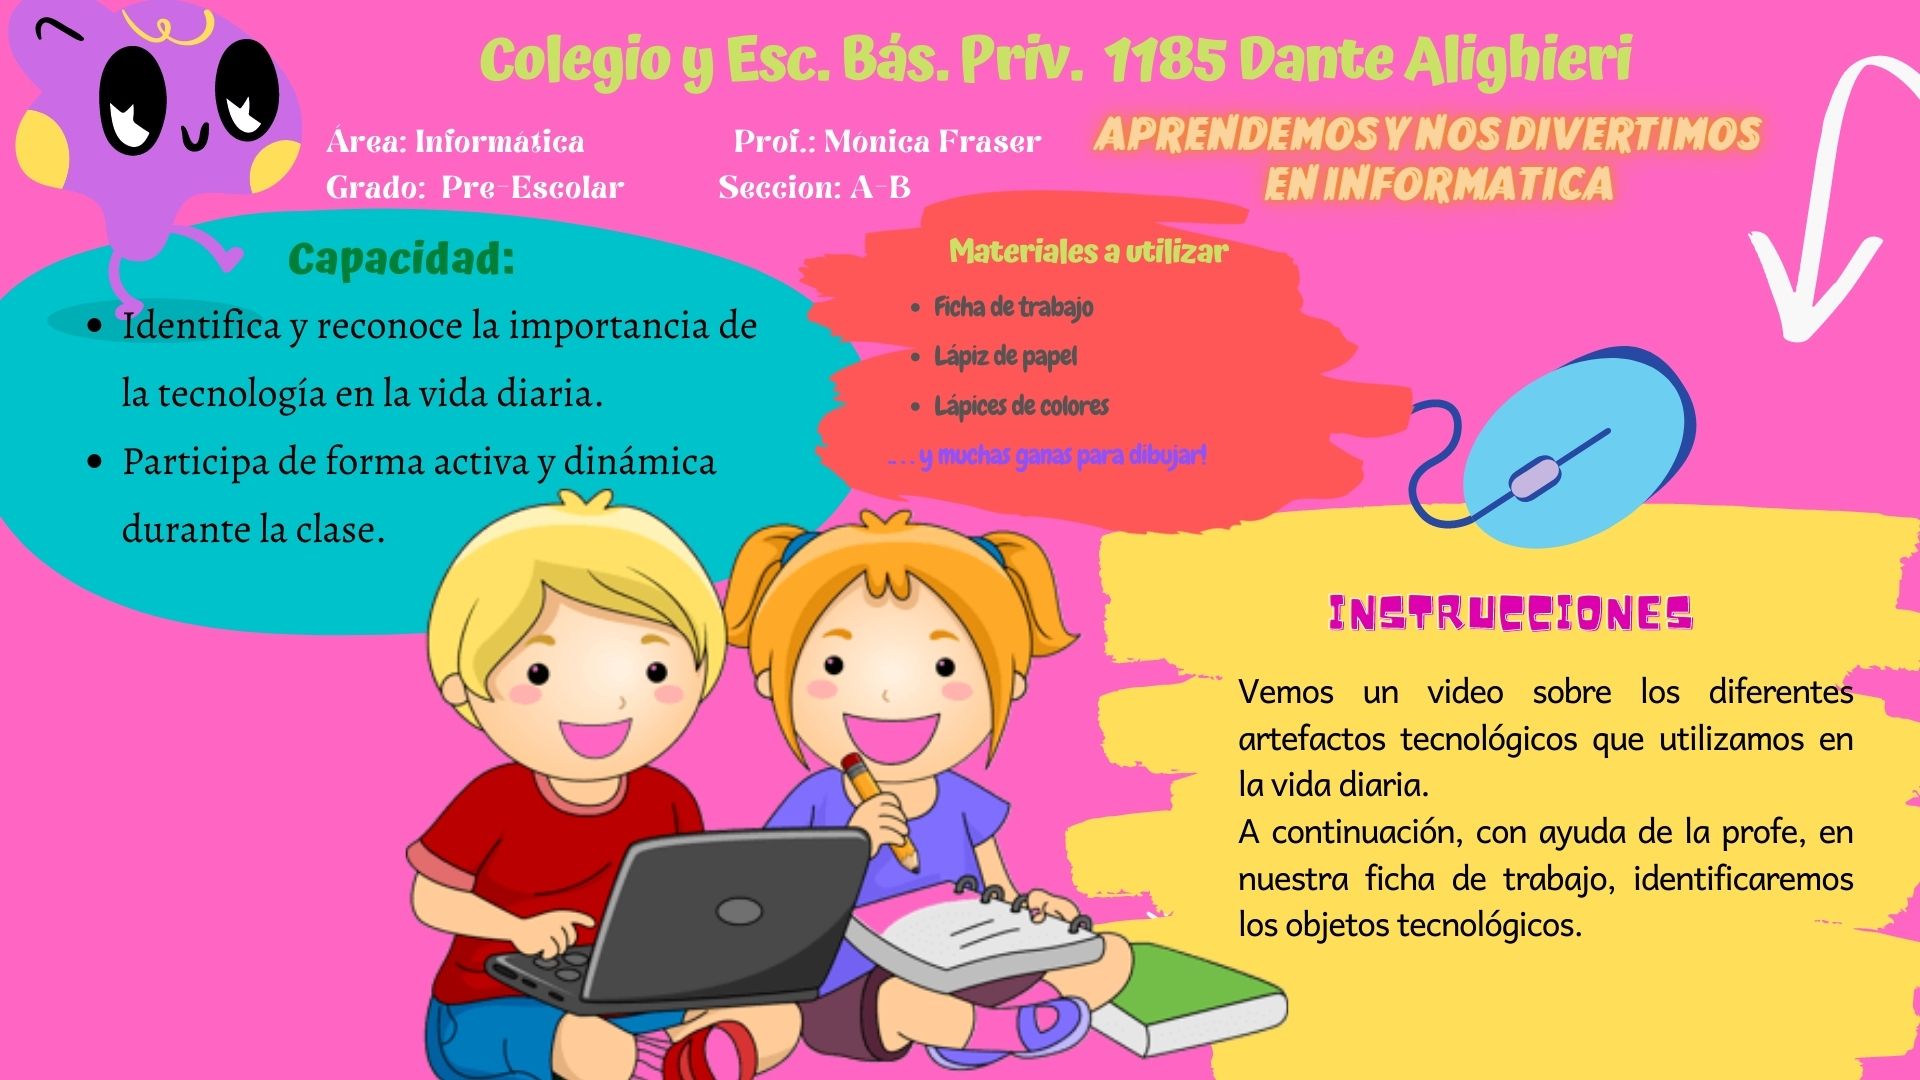 Colegio y Esc. Bás. Priv. 1185 Dante Alighieri
Área: Informática Prof.: Mónica Fraser
Grado: Pre-Escolar Seccion: A-B
APRENDEMOS Y NOS DIVERTIMOS
EN INFORMATICA
Capacidad:
• Identifica y reconoce la importancia de
la tecnología en la vida diaria.
• Participa de forma activa y dinámica
durante la clase.
Materiales a utilizar
• Ficha de trabajo
• Lápiz de papel
• Lápices de colores
....y muchas ganas para dibujar!
INSTRUCCIONES
Vemos un video sobre los diferentes
artefactos tecnológicos que utilizamos en
la vida diaria.
A continuación, con ayuda de la profe, en
nuestra ficha de trabajo, identificaremos
los objetos tecnológicos.